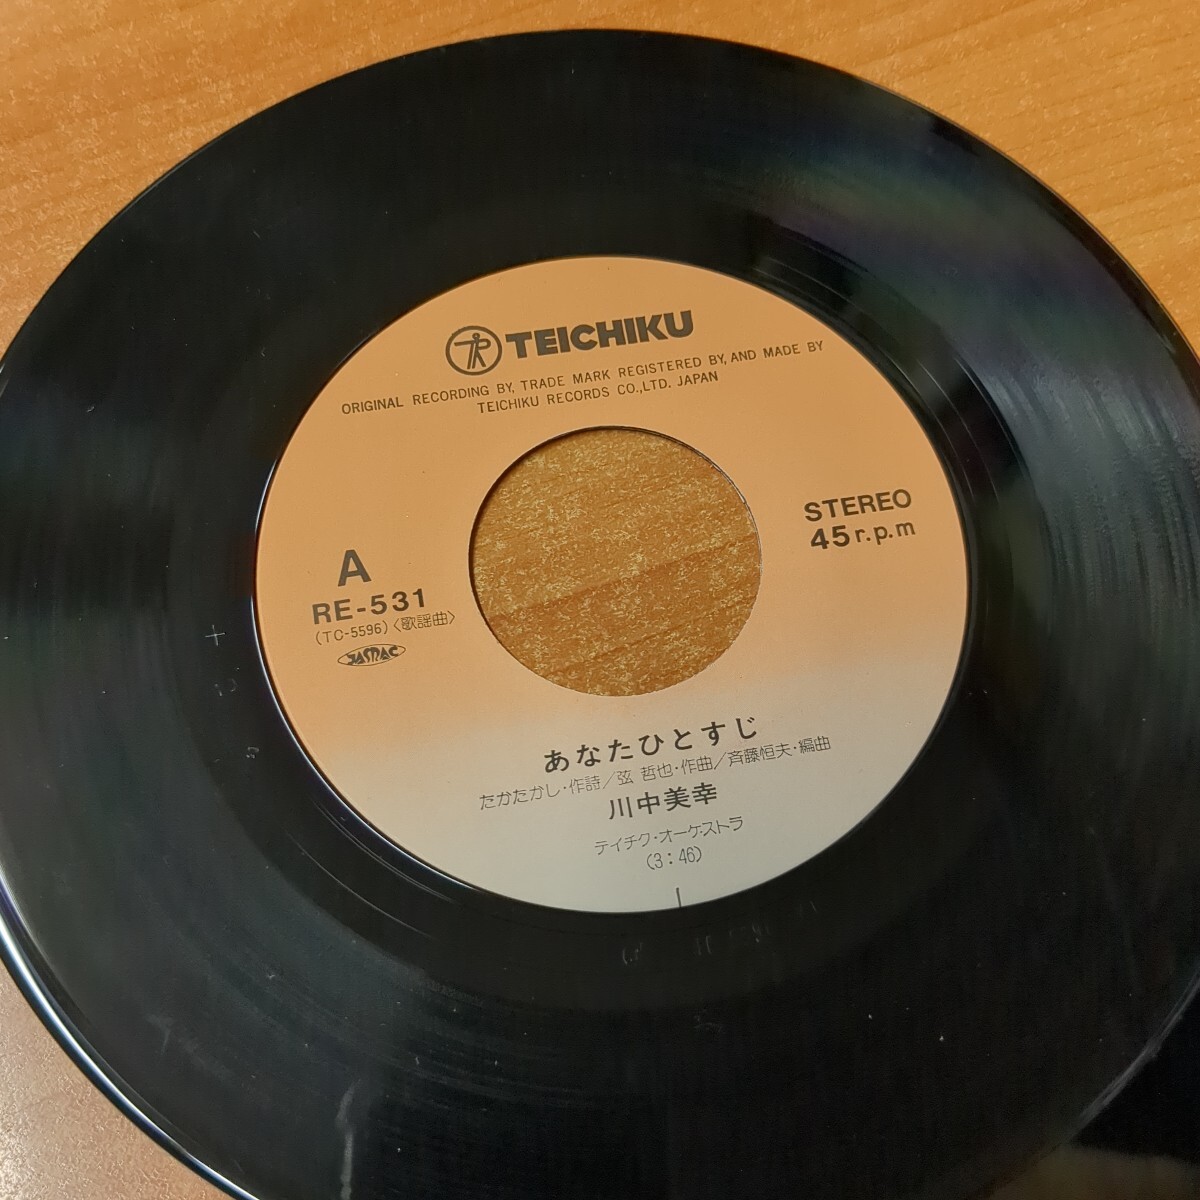 TR TEICHIKU
ORIGINAL RECORDING BY, TRADE MARK REGISTERED BY, AND MADE BY
TEICHIKU RECORDS CO.,LTD. JAPAN
STEREO
45 r.p.m
A
RE-531
(TC-5596)〈歌謡曲〉
JASRAC
あなたひとすじ
たかたかし・作詩/弦 哲也・作曲/斉藤恒夫・編曲
川中美幸
テイチク・オーケストラ
(3:46)